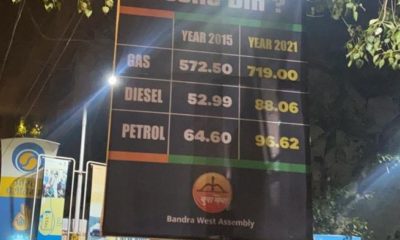 DIN ?
YEAR 2015 YEAR 2021
GAS 572.50 719.00
DIESEL 52.99 88.06
PETROL 64.60 96.62
युवा सेना
Bandra West Assembly